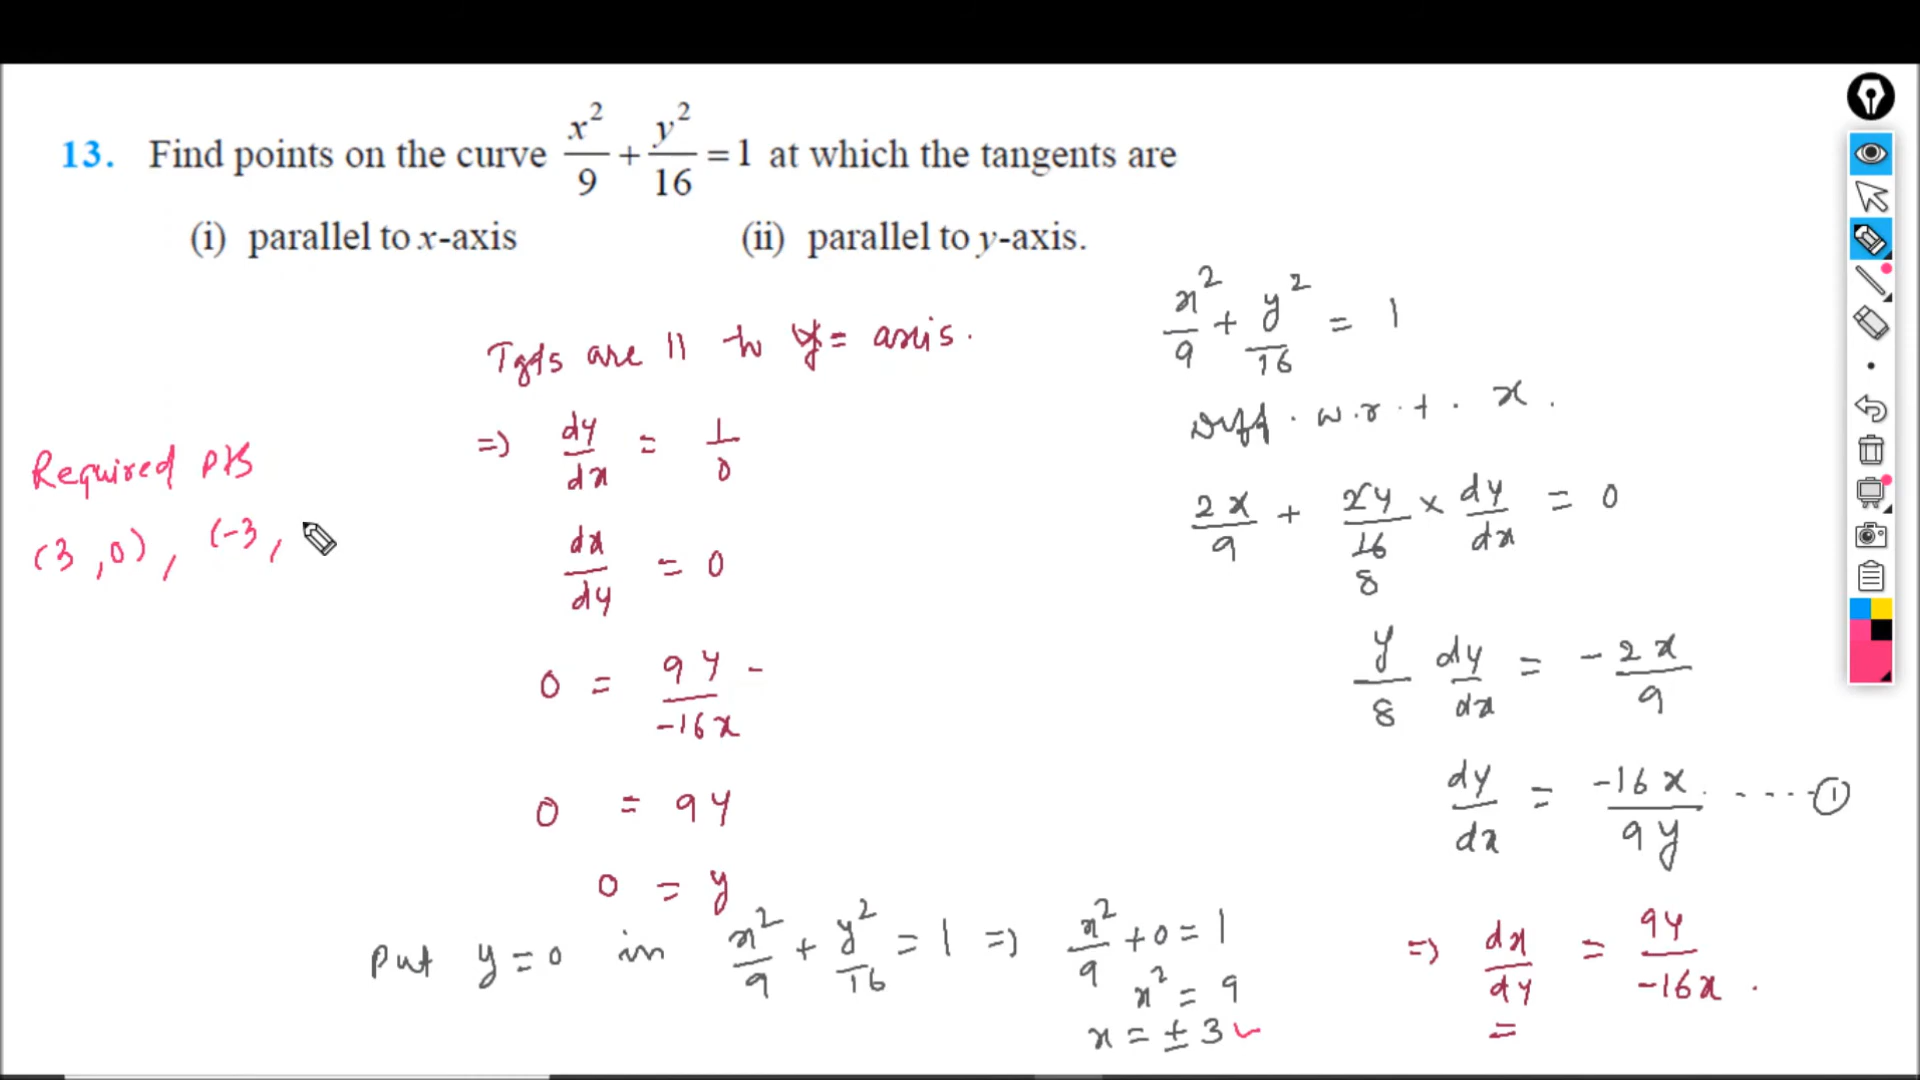 13. Find points on the curve x²/9 + y²/16 = 1 at which the tangents are
(i) parallel to x-axis (ii) parallel to y-axis.
Tgts are || to y= axis.
=) dy/dx = 1/0
dx/dy = 0
0 = 9y/-16x -
0 = 9y
0 = y
Put y=0 in x²/9 + y²/16 = 1 =) x²/9 + 0 = 1
x² = 9
x = ± 3
Required pts
(3,0), (-3,
x²/9 + y²/16 = 1
Diff. w.r.t. x.
2x/9 + 2y/16 × dy/dx = 0
8
y/8 dy/dx = -2x/9
dy/dx = -16x/9y ....①
=) dx/dy = 9y/-16x .
=